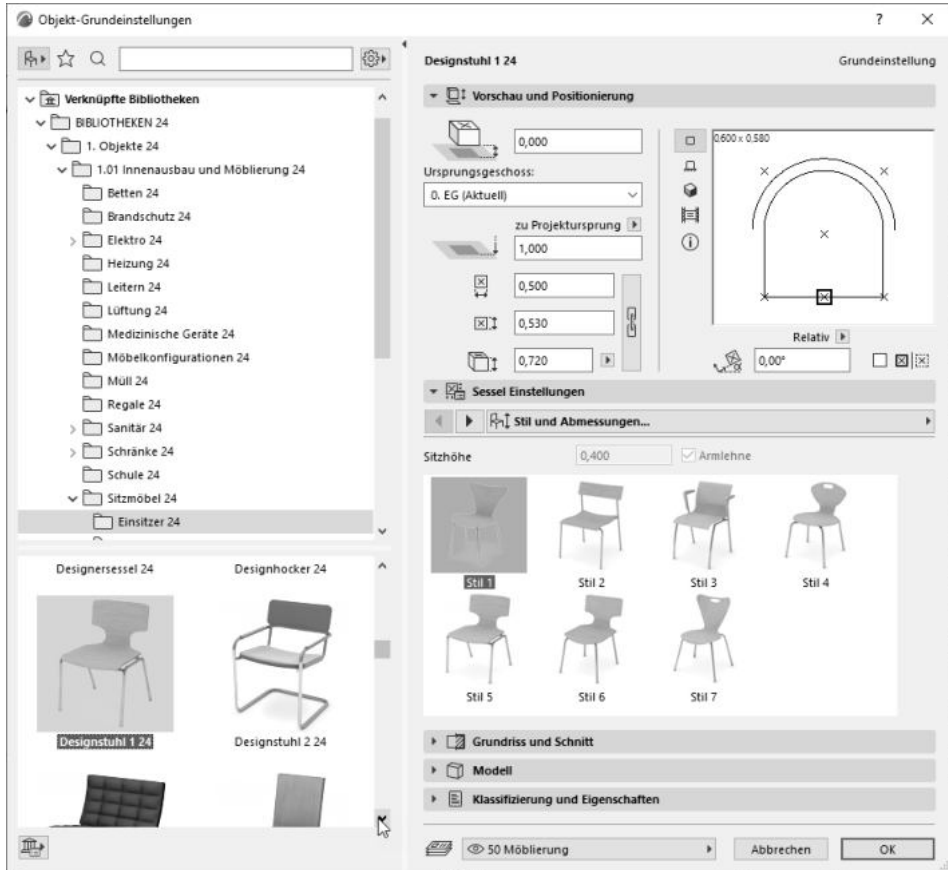 Objekt-Grundeinstellungen
Verknüpfte Bibliotheken
BIBLIOTHEKEN 24
1. Objekte 24
1.01 Innenausbau und Möblierung 24
Betten 24
Brandschutz 24
Elektro 24
Heizung 24
Leitern 24
Lüftung 24
Medizinische Geräte 24
Möbelkonfigurationen 24
Müll 24
Regale 24
Sanitär 24
Schränke 24
Schule 24
Sitzmöbel 24
Einsitzer 24
Designersessel 24 Designhocker 24
Designstuhl 1 24 Designstuhl 2 24
Designstuhl 1 24 Grundeinstellung
Vorschau und Positionierung
0,000
Ursprungsgeschoss:
0. EG (Aktuell)
zu Projektursprung
1,000
0,500
0,530
0,720
0,600 x 0,580
Relativ
0,00°
Sessel Einstellungen
Stil und Abmessungen...
Sitzhöhe 0,400 Armlehne
Stil 1 Stil 2 Stil 3 Stil 4
Stil 5 Stil 6 Stil 7
Grundriss und Schnitt
Modell
Klassifizierung und Eigenschaften
50 Möblierung Abbrechen OK